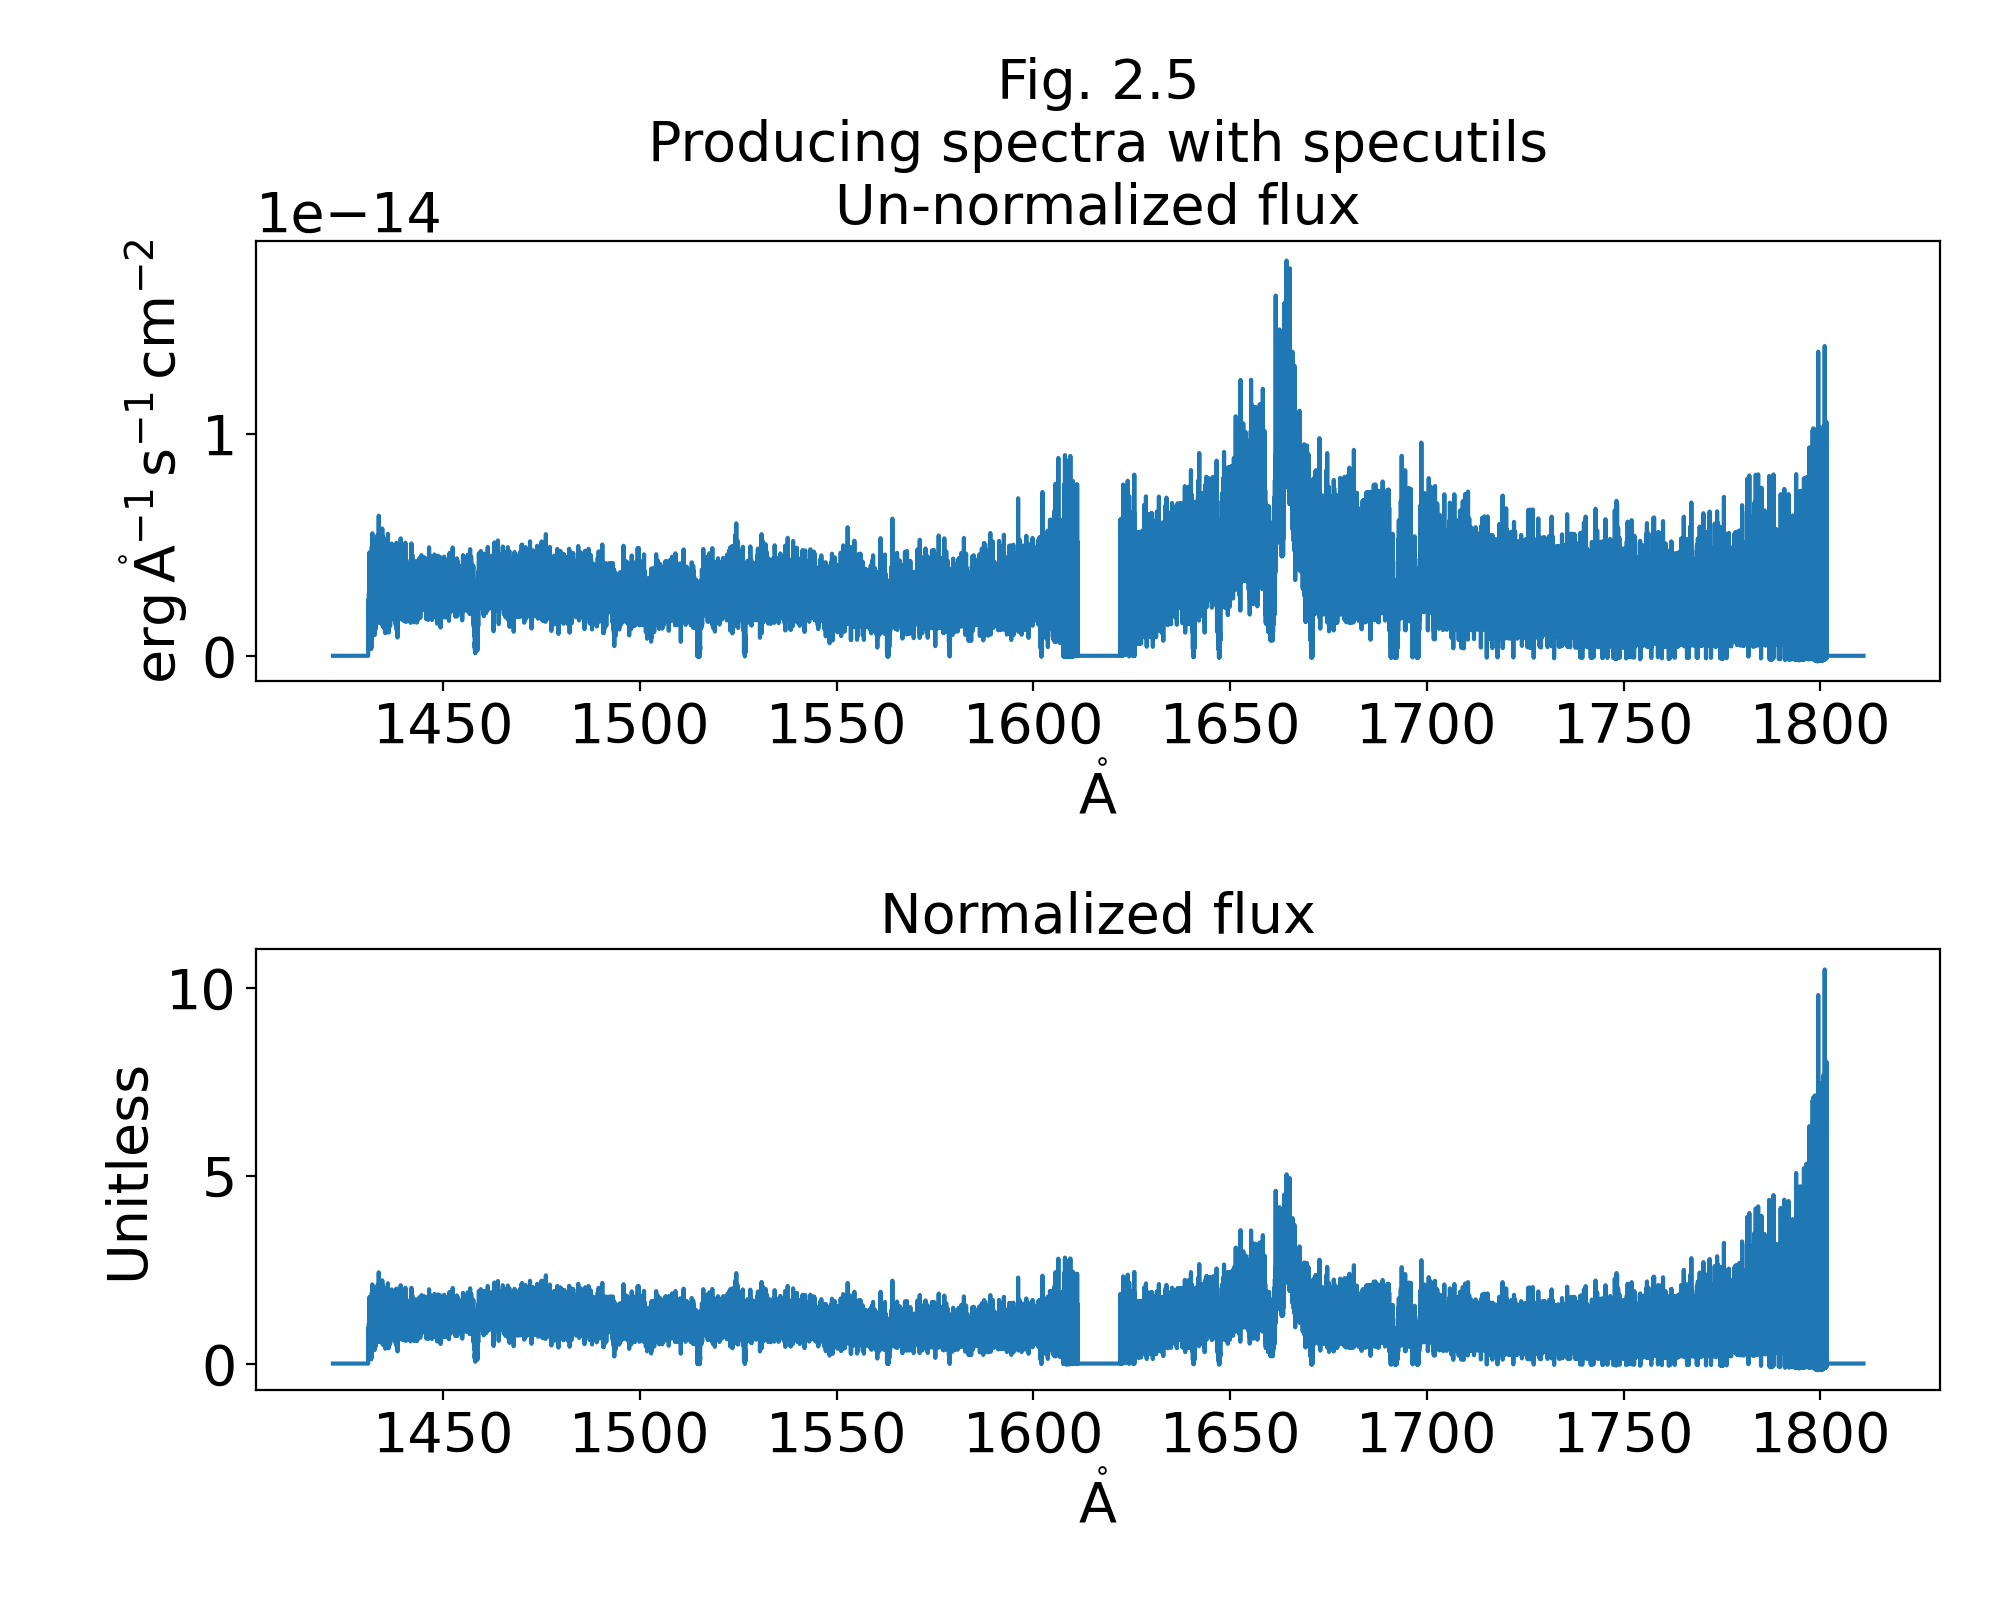 Fig. 2.5
Producing spectra with specutils
Un-normalized flux
1e−14
erg Å⁻¹ s⁻¹ cm⁻²
1
0
1450 1500 1550 1600 1650 1700 1750 1800
Å
Normalized flux
Unitless
10
5
0
1450 1500 1550 1600 1650 1700 1750 1800
Å